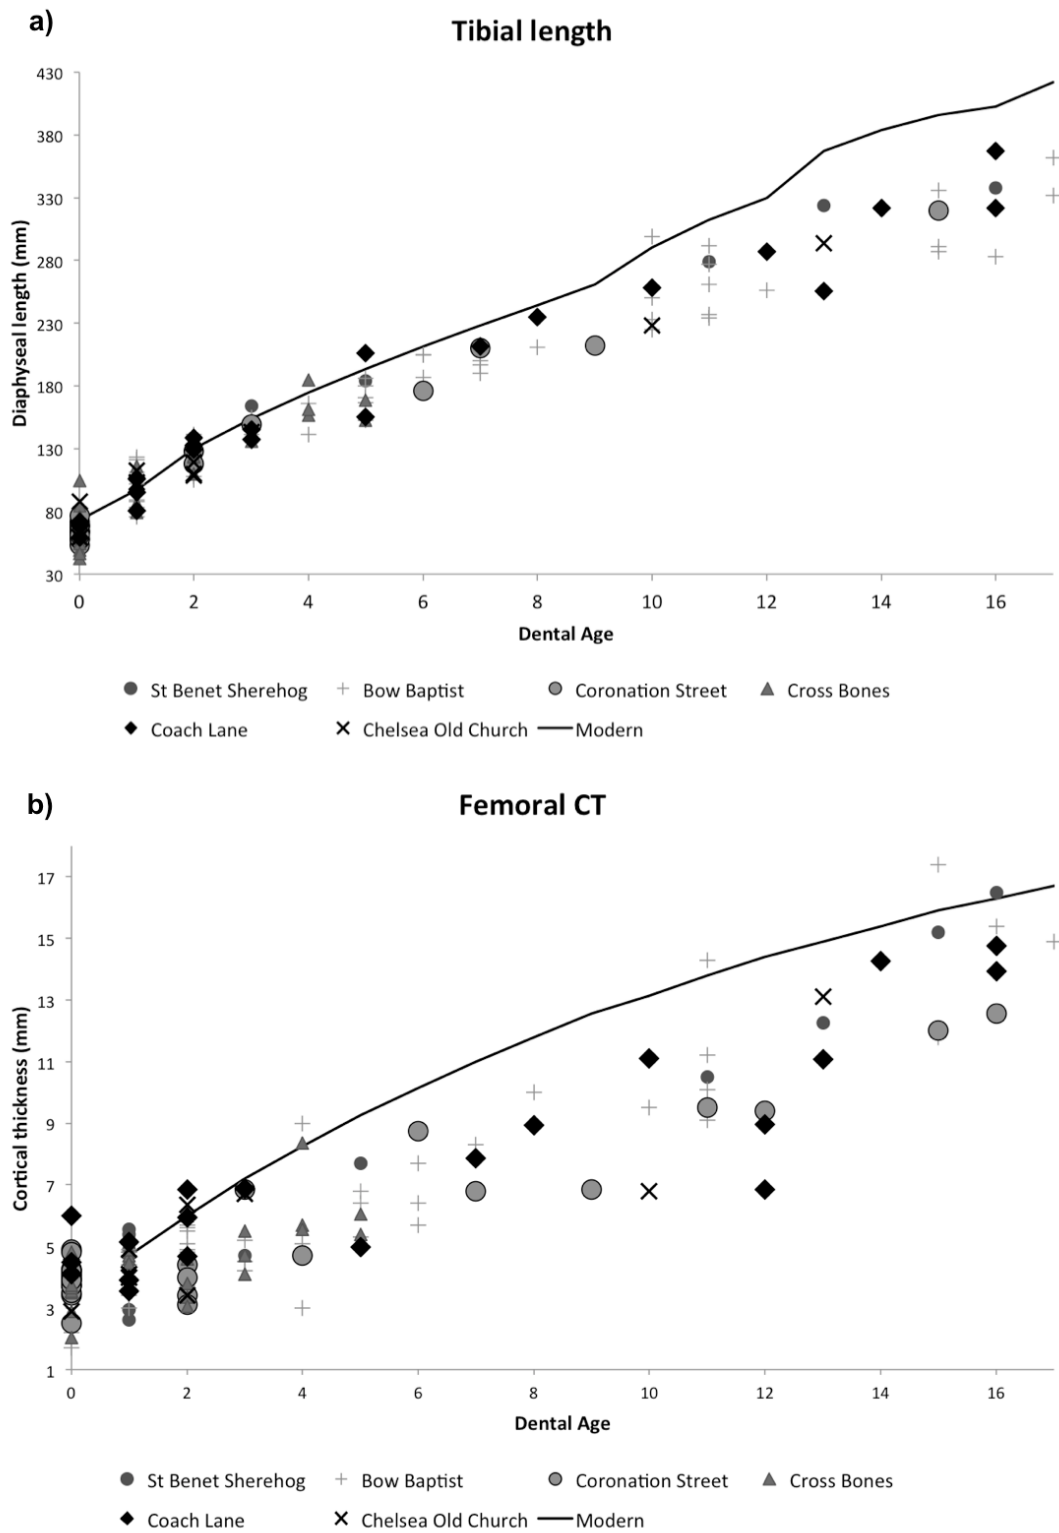 a)
Tibial length
430
380
330
280
230
180
130
80
30
Diaphyseal length (mm)
0 2 4 6 8 10 12 14 16
Dental Age
St Benet Sherehog Bow Baptist Coronation Street Cross Bones
Coach Lane Chelsea Old Church Modern
b)
Femoral CT
17
15
13
11
9
7
5
3
1
Cortical thickness (mm)
0 2 4 6 8 10 12 14 16
Dental Age
St Benet Sherehog Bow Baptist Coronation Street Cross Bones
Coach Lane Chelsea Old Church Modern